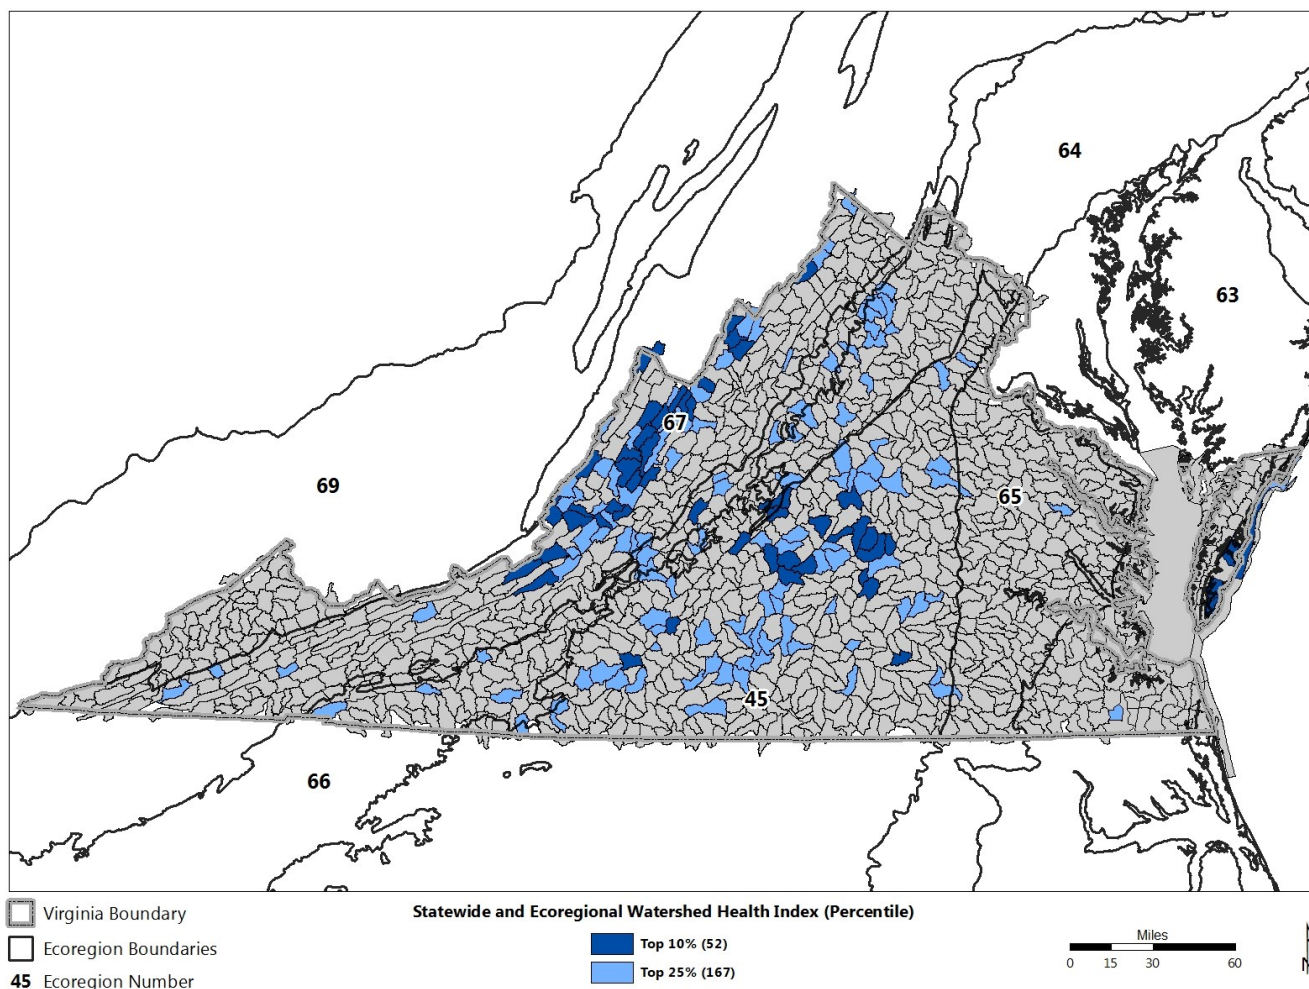 64
63
67
69
65
45
66
Virginia Boundary
Ecoregion Boundaries
45 Ecoregion Number
Statewide and Ecoregional Watershed Health Index (Percentile)
Top 10% (52)
Top 25% (167)
Miles
0 15 30 60